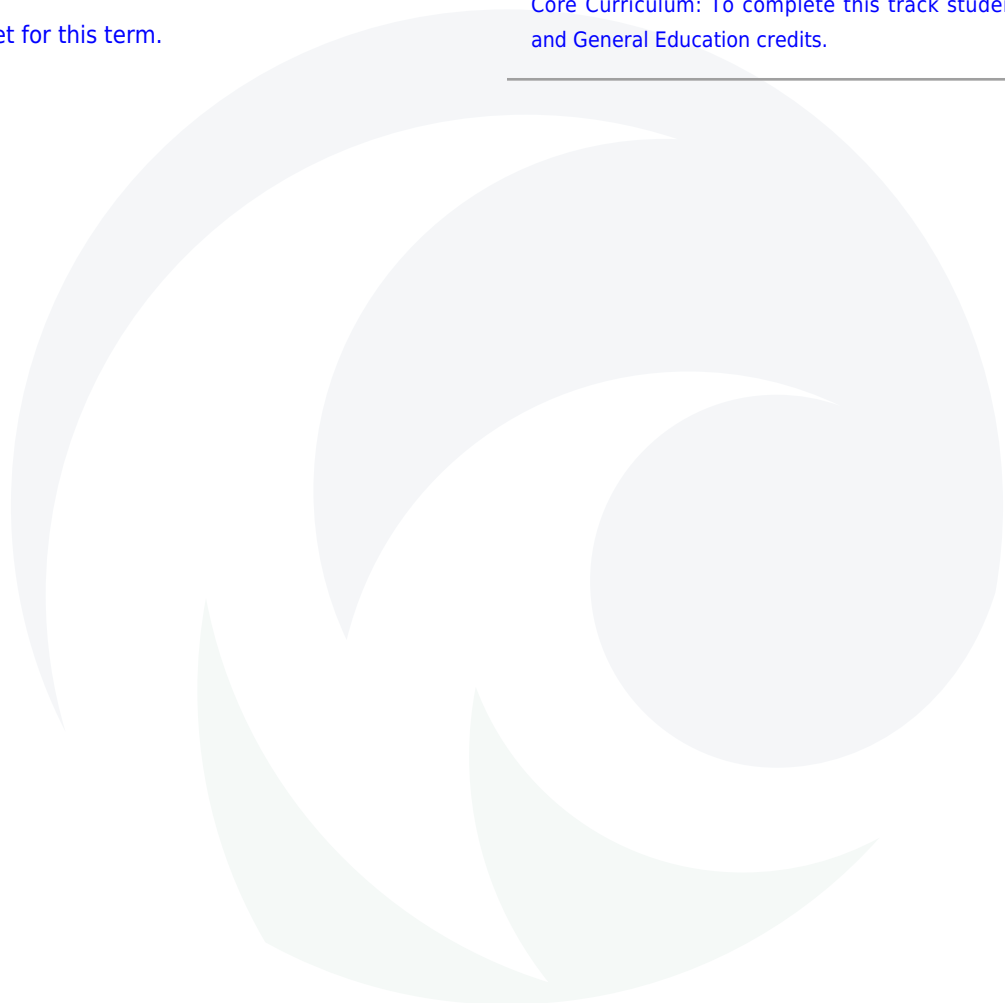 et for this term.
Core Curriculum: To complete this track studen
and General Education credits.